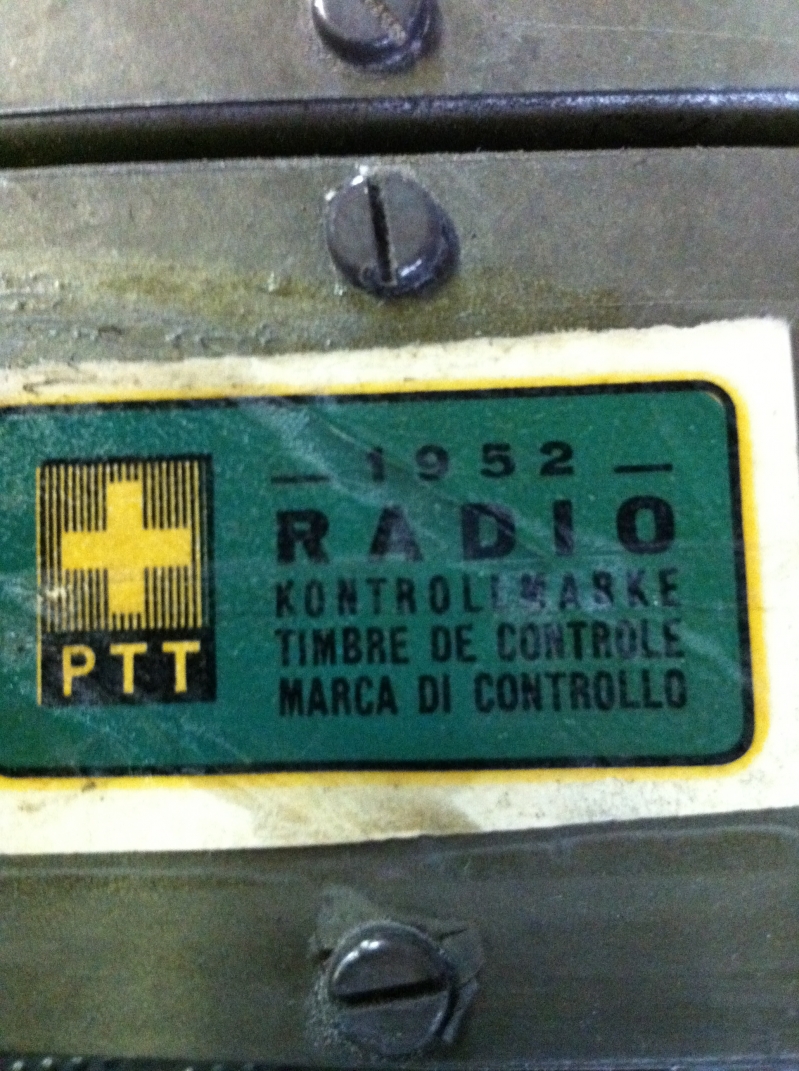 — 1952 —
RADIO
KONTROLLMARKE
TIMBRE DE CONTROLE
MARCA DI CONTROLLO
PTT